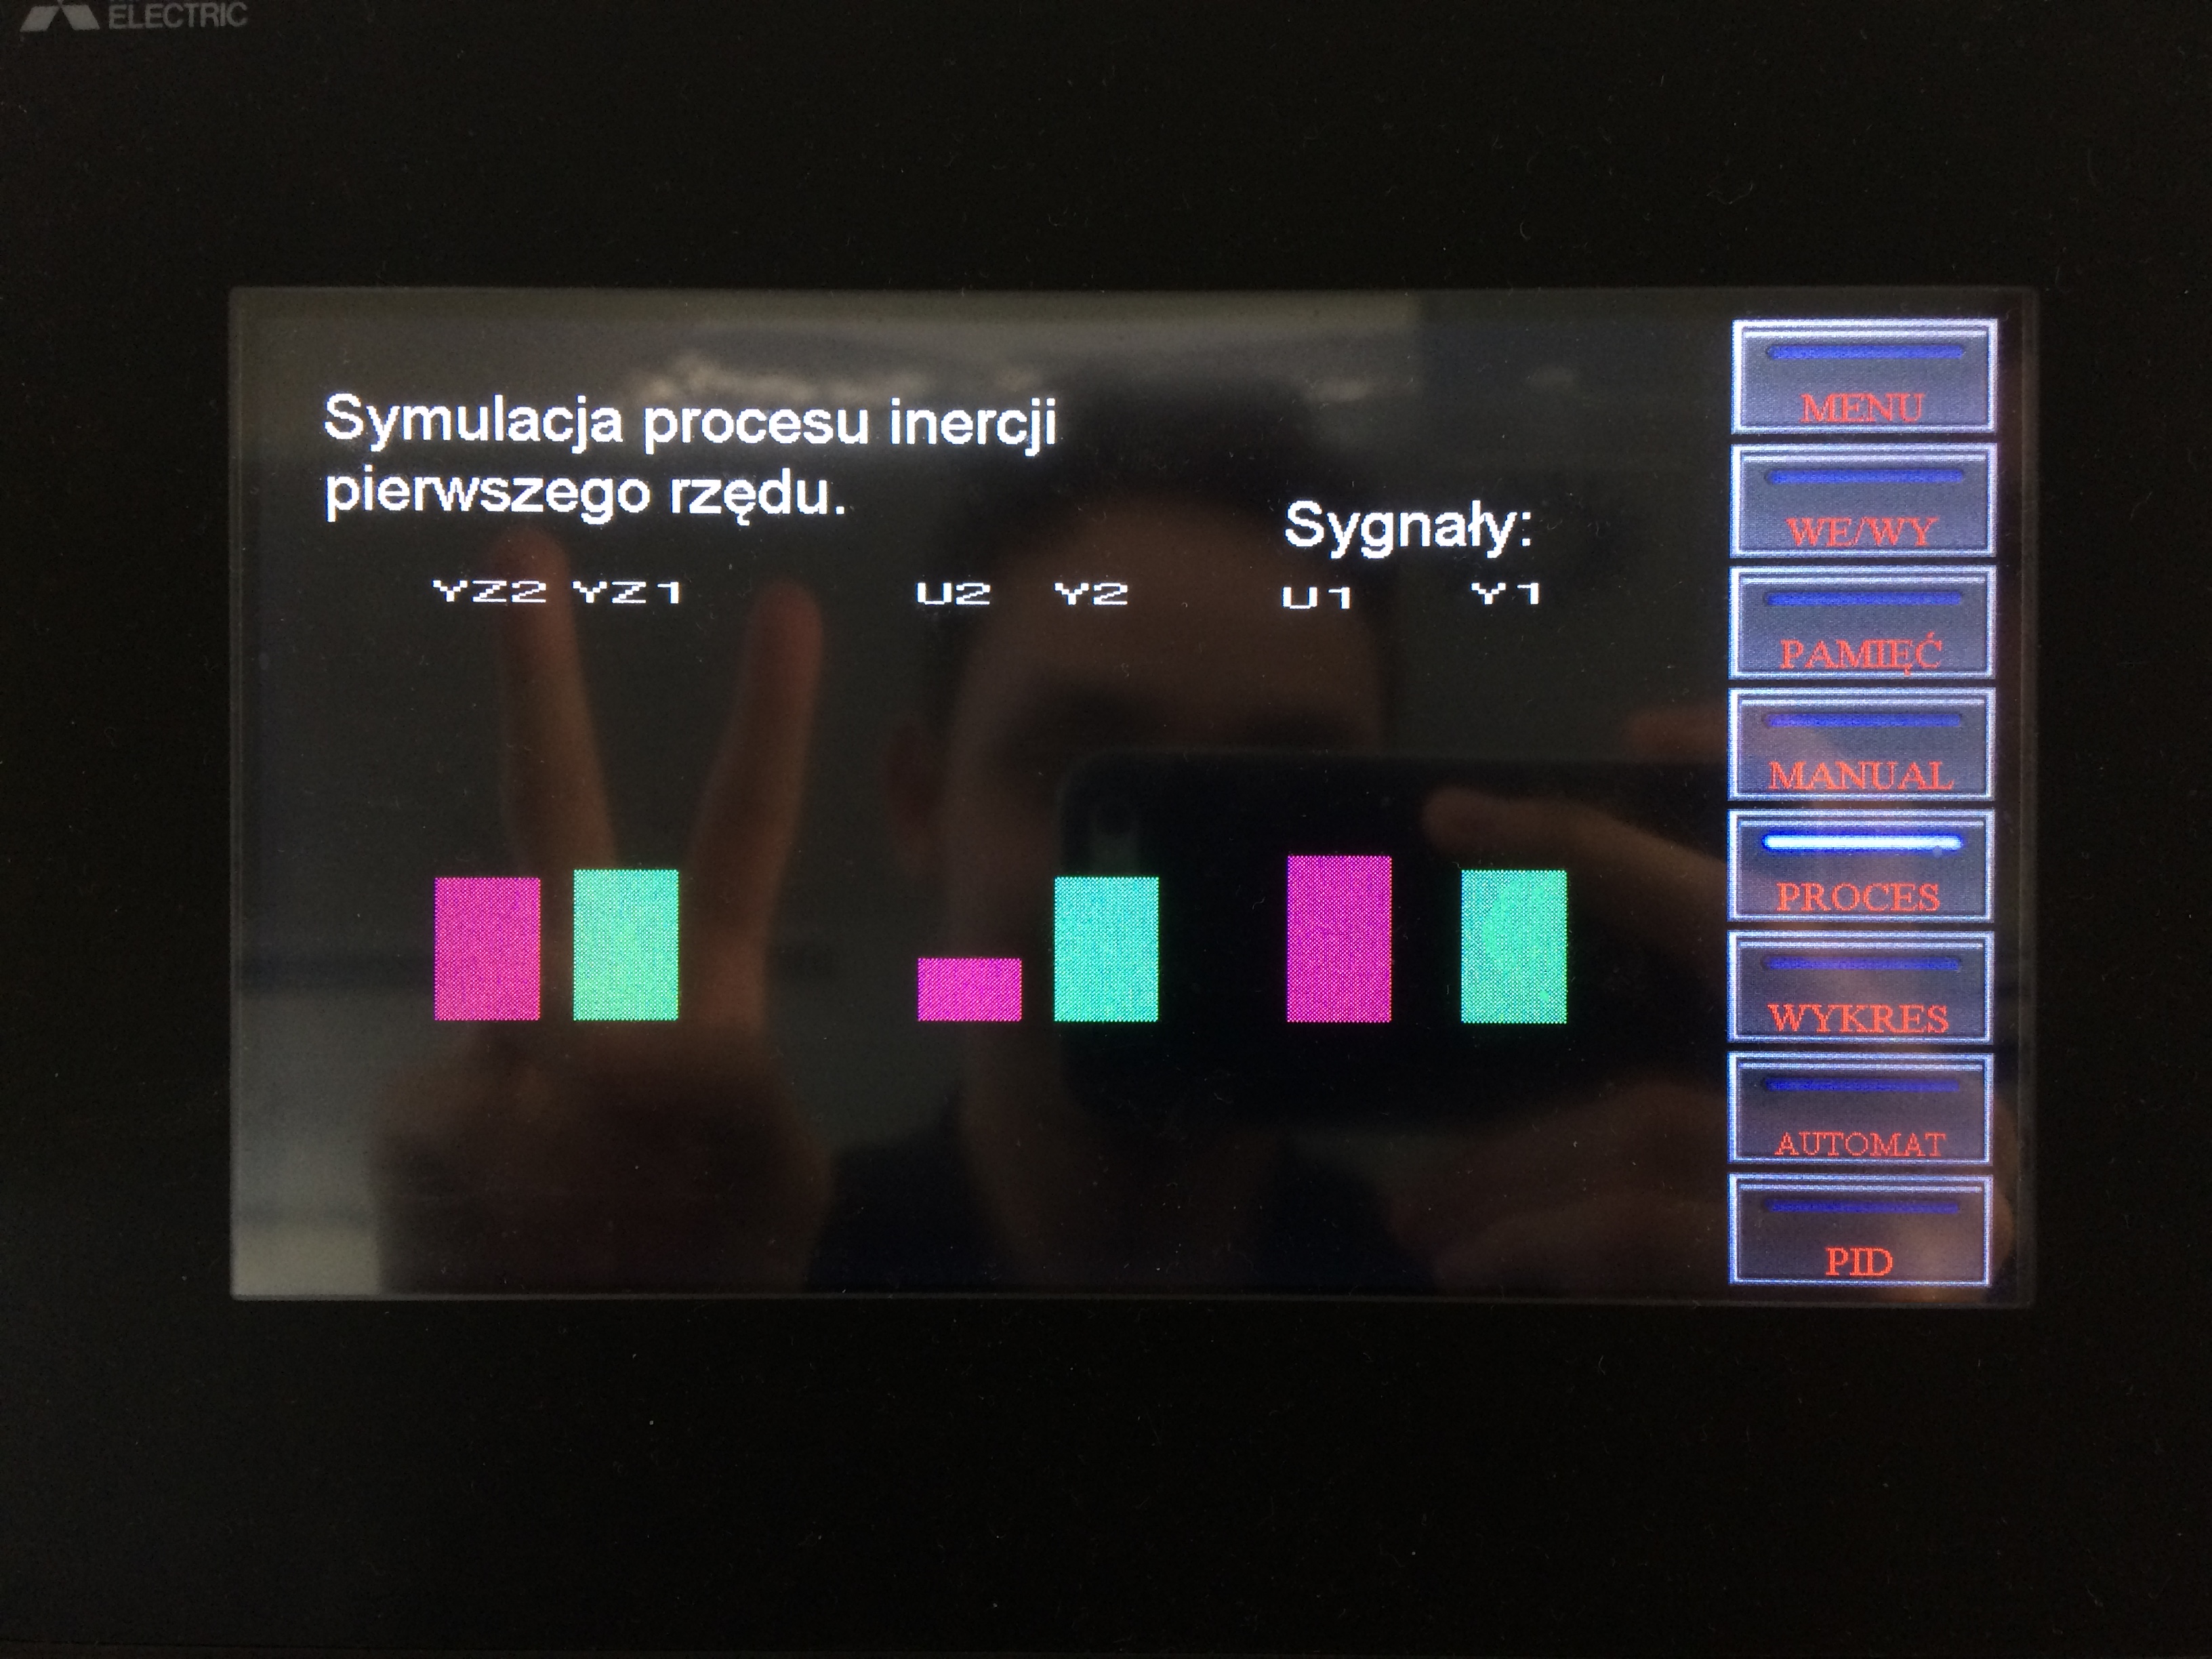 ELECTRIC
Symulacja procesu inercji
pierwszego rzędu.
Sygnały:
YZ2 YZ1 U2 Y2 U1 Y1
MENU
WE/WY
PAMIĘĆ
MANUAL
PROCES
WYKRES
AUTOMAT
PID